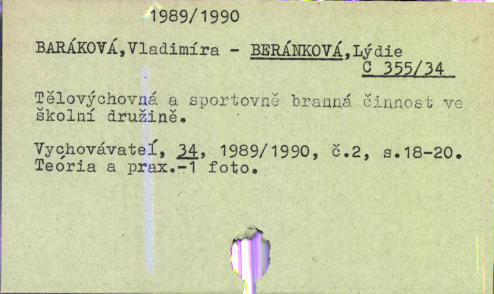 1989/1990
BARÁKOVÁ,Vladimíra - BERÁNKOVÁ,Lýdie
C 355/34
Tělovýchovná a sportovně branná činnost ve
školní družině.
Vychovávateľ, 34, 1989/1990, č.2, s.18-20.
Teória a prax.-1 foto.